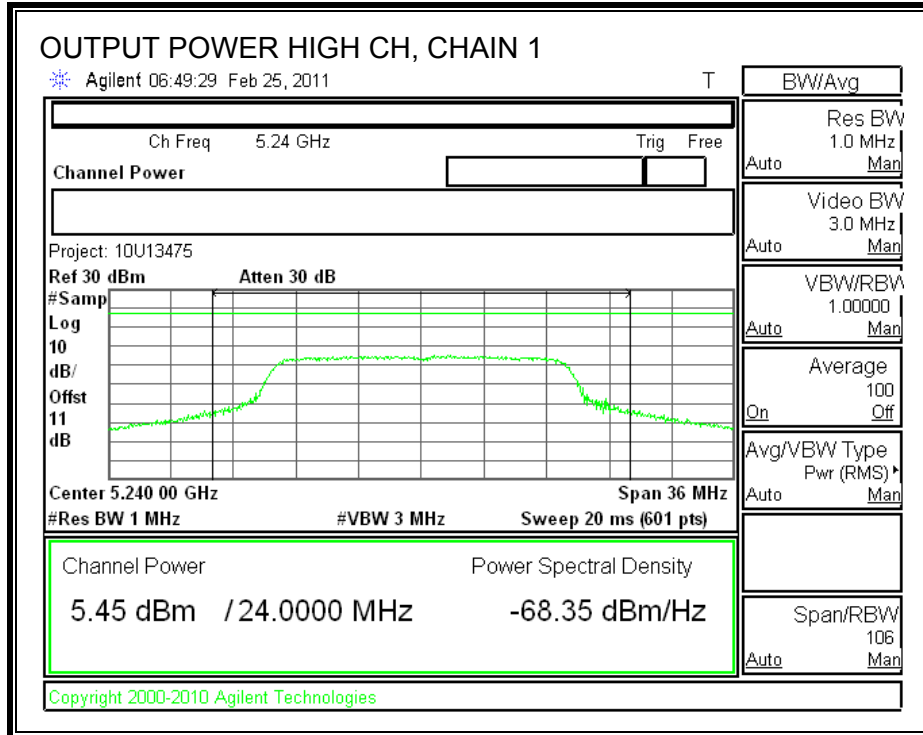 OUTPUT POWER HIGH CH, CHAIN 1
Agilent 06:49:29 Feb 25, 2011 T
Ch Freq 5.24 GHz Trig Free
Channel Power
Project: 10U13475
Ref 30 dBm Atten 30 dB
#Samp
Log
10
dB/
Offst
11
dB
Center 5.240 00 GHz Span 36 MHz
#Res BW 1 MHz #VBW 3 MHz Sweep 20 ms (601 pts)
Channel Power Power Spectral Density
5.45 dBm / 24.0000 MHz -68.35 dBm/Hz
Copyright 2000-2010 Agilent Technologies
BW/Avg
Res BW
1.0 MHz
Auto Man
Video BW
3.0 MHz
Auto Man
VBW/RBW
1.00000
Auto Man
Average
100
On Off
Avg/VBW Type
Pwr (RMS)
Auto Man
Span/RBW
106
Auto Man